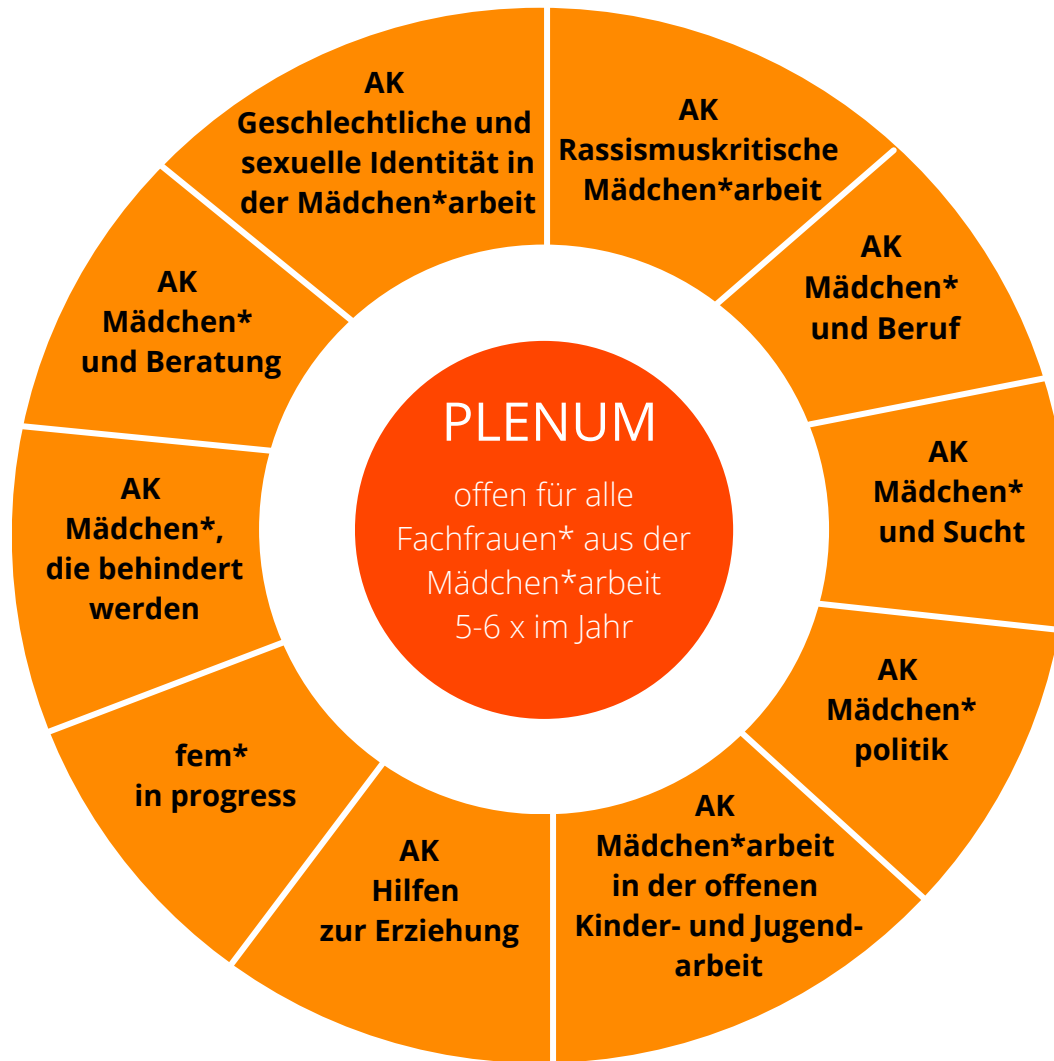 AK
Geschlechtliche und
sexuelle Identität in
der Mädchen*arbeit
AK
Rassismuskritische
Mädchen*arbeit
AK
Mädchen*
und Beruf
AK
Mädchen*
und Sucht
AK
Mädchen*
politik
AK
Mädchen*arbeit
in der offenen
Kinder- und Jugend-
arbeit
AK
Hilfen
zur Erziehung
fem*
in progress
AK
Mädchen*,
die behindert
werden
AK
Mädchen*
und Beratung
PLENUM
offen für alle
Fachfrauen* aus der
Mädchen*arbeit
5-6 x im Jahr